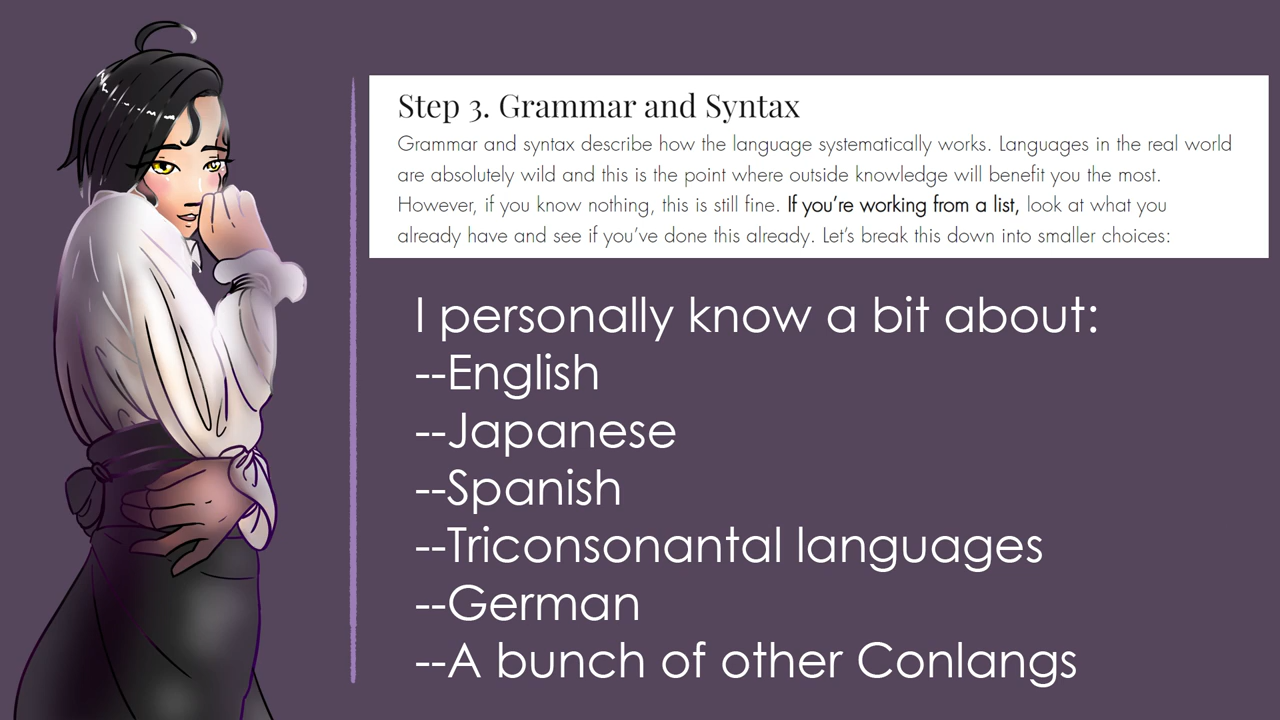 Step 3. Grammar and Syntax
Grammar and syntax describe how the language systematically works. Languages in the real world
are absolutely wild and this is the point where outside knowledge will benefit you the most.
However, if you know nothing, this is still fine. If you're working from a list, look at what you
already have and see if you've done this already. Let's break this down into smaller choices:
I personally know a bit about:
--English
--Japanese
--Spanish
--Triconsonantal languages
--German
--A bunch of other Conlangs